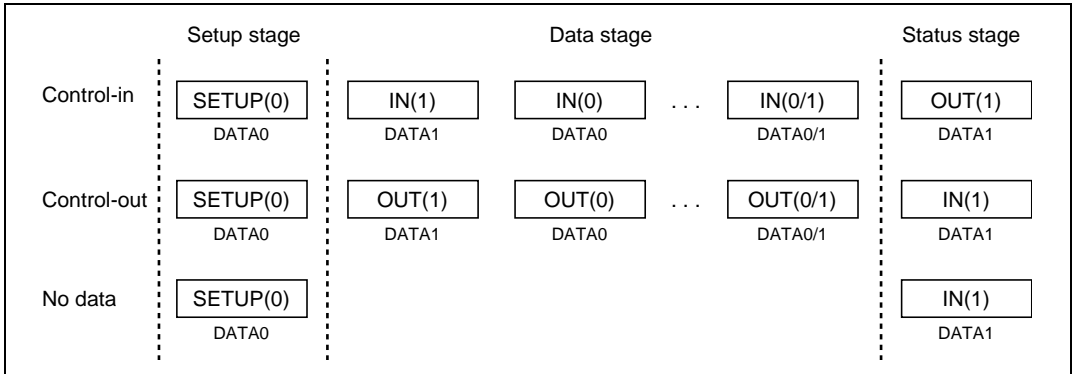 Setup stage Data stage Status stage
Control-in SETUP(0) IN(1) IN(0) . . . IN(0/1) OUT(1)
DATA0 DATA1 DATA0 DATA0/1 DATA1
Control-out SETUP(0) OUT(1) OUT(0) . . . OUT(0/1) IN(1)
DATA0 DATA1 DATA0 DATA0/1 DATA1
No data SETUP(0) IN(1)
DATA0 DATA1